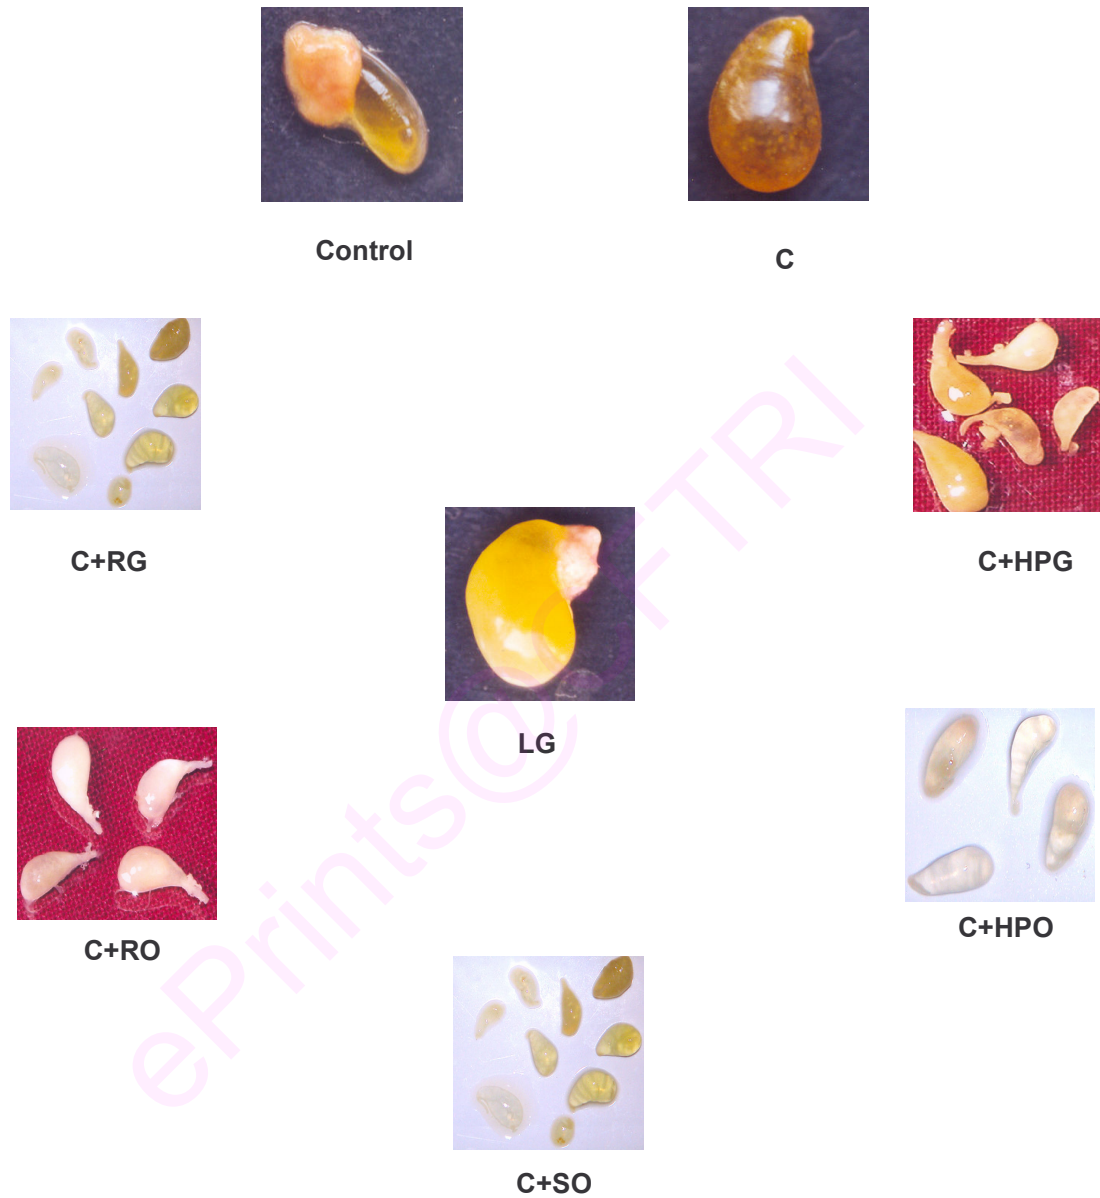 Control
C
C+RG
C+HPG
LG
C+RO
C+HPO
C+SO
ePrints@CFTRI